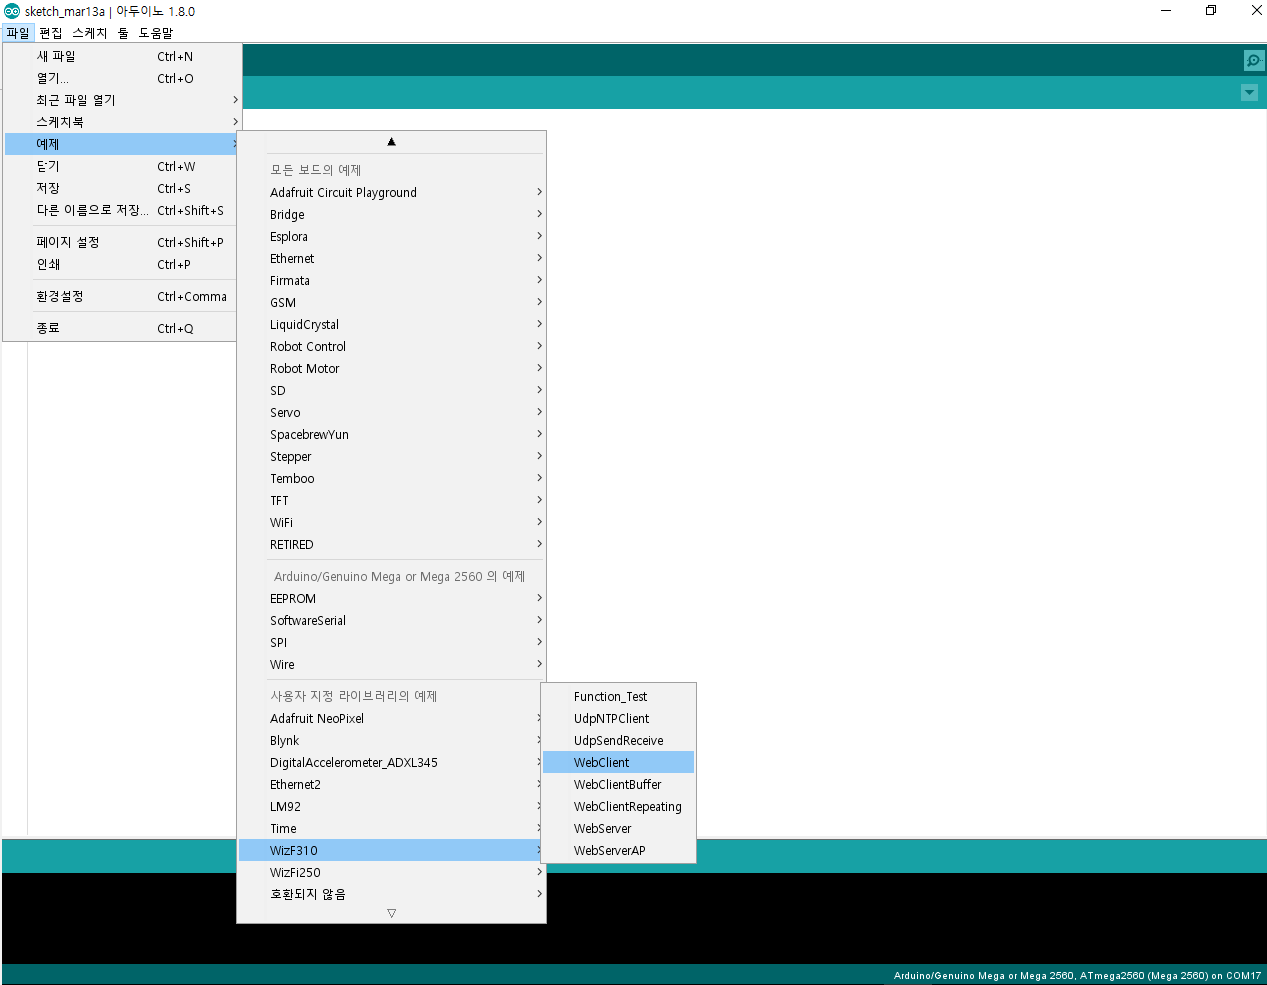 sketch_mar13a | 아두이노 1.8.0
파일 편집 스케치 툴 도움말
새 파일 Ctrl+N
열기... Ctrl+O
최근 파일 열기
스케치북
예제
닫기 Ctrl+W
저장 Ctrl+S
다른 이름으로 저장... Ctrl+Shift+S
페이지 설정 Ctrl+Shift+P
인쇄 Ctrl+P
환경설정 Ctrl+Comma
종료 Ctrl+Q
모든 보드의 예제
Adafruit Circuit Playground
Bridge
Esplora
Ethernet
Firmata
GSM
LiquidCrystal
Robot Control
Robot Motor
SD
Servo
SpacebrewYun
Stepper
Temboo
TFT
WiFi
RETIRED
Arduino/Genuino Mega or Mega 2560 의 예제
EEPROM
SoftwareSerial
SPI
Wire
사용자 지정 라이브러리의 예제
Adafruit NeoPixel
Blynk
DigitalAccelerometer_ADXL345
Ethernet2
LM92
Time
WizF310
WizFi250
호환되지 않음
Function_Test
UdpNTPClient
UdpSendReceive
WebClient
WebClientBuffer
WebClientRepeating
WebServer
WebServerAP
Arduino/Genuino Mega or Mega 2560, ATmega2560 (Mega 2560) on COM17